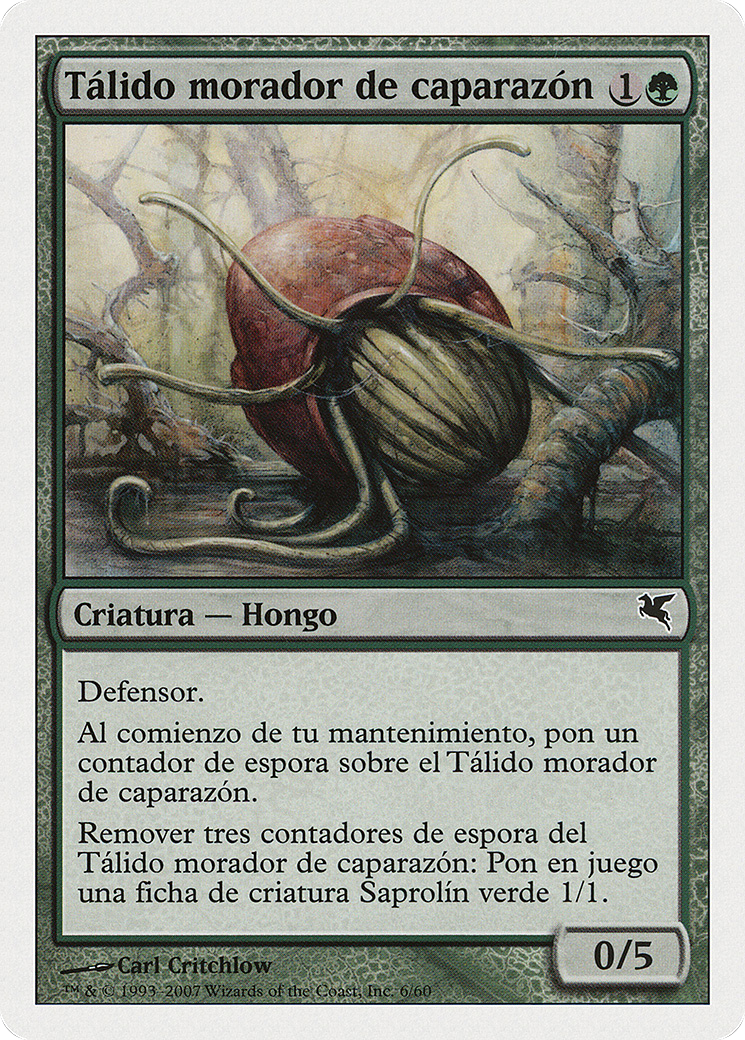 Tálido morador de caparazón 1
Criatura — Hongo
Defensor.
Al comienzo de tu mantenimiento, pon un
contador de espora sobre el Tálido morador
de caparazón.
Remover tres contadores de espora del
Tálido morador de caparazón: Pon en juego
una ficha de criatura Saprolín verde 1/1.
0/5
Carl Critchlow
™ & © 1993–2007 Wizards of the Coast, Inc. 6/60